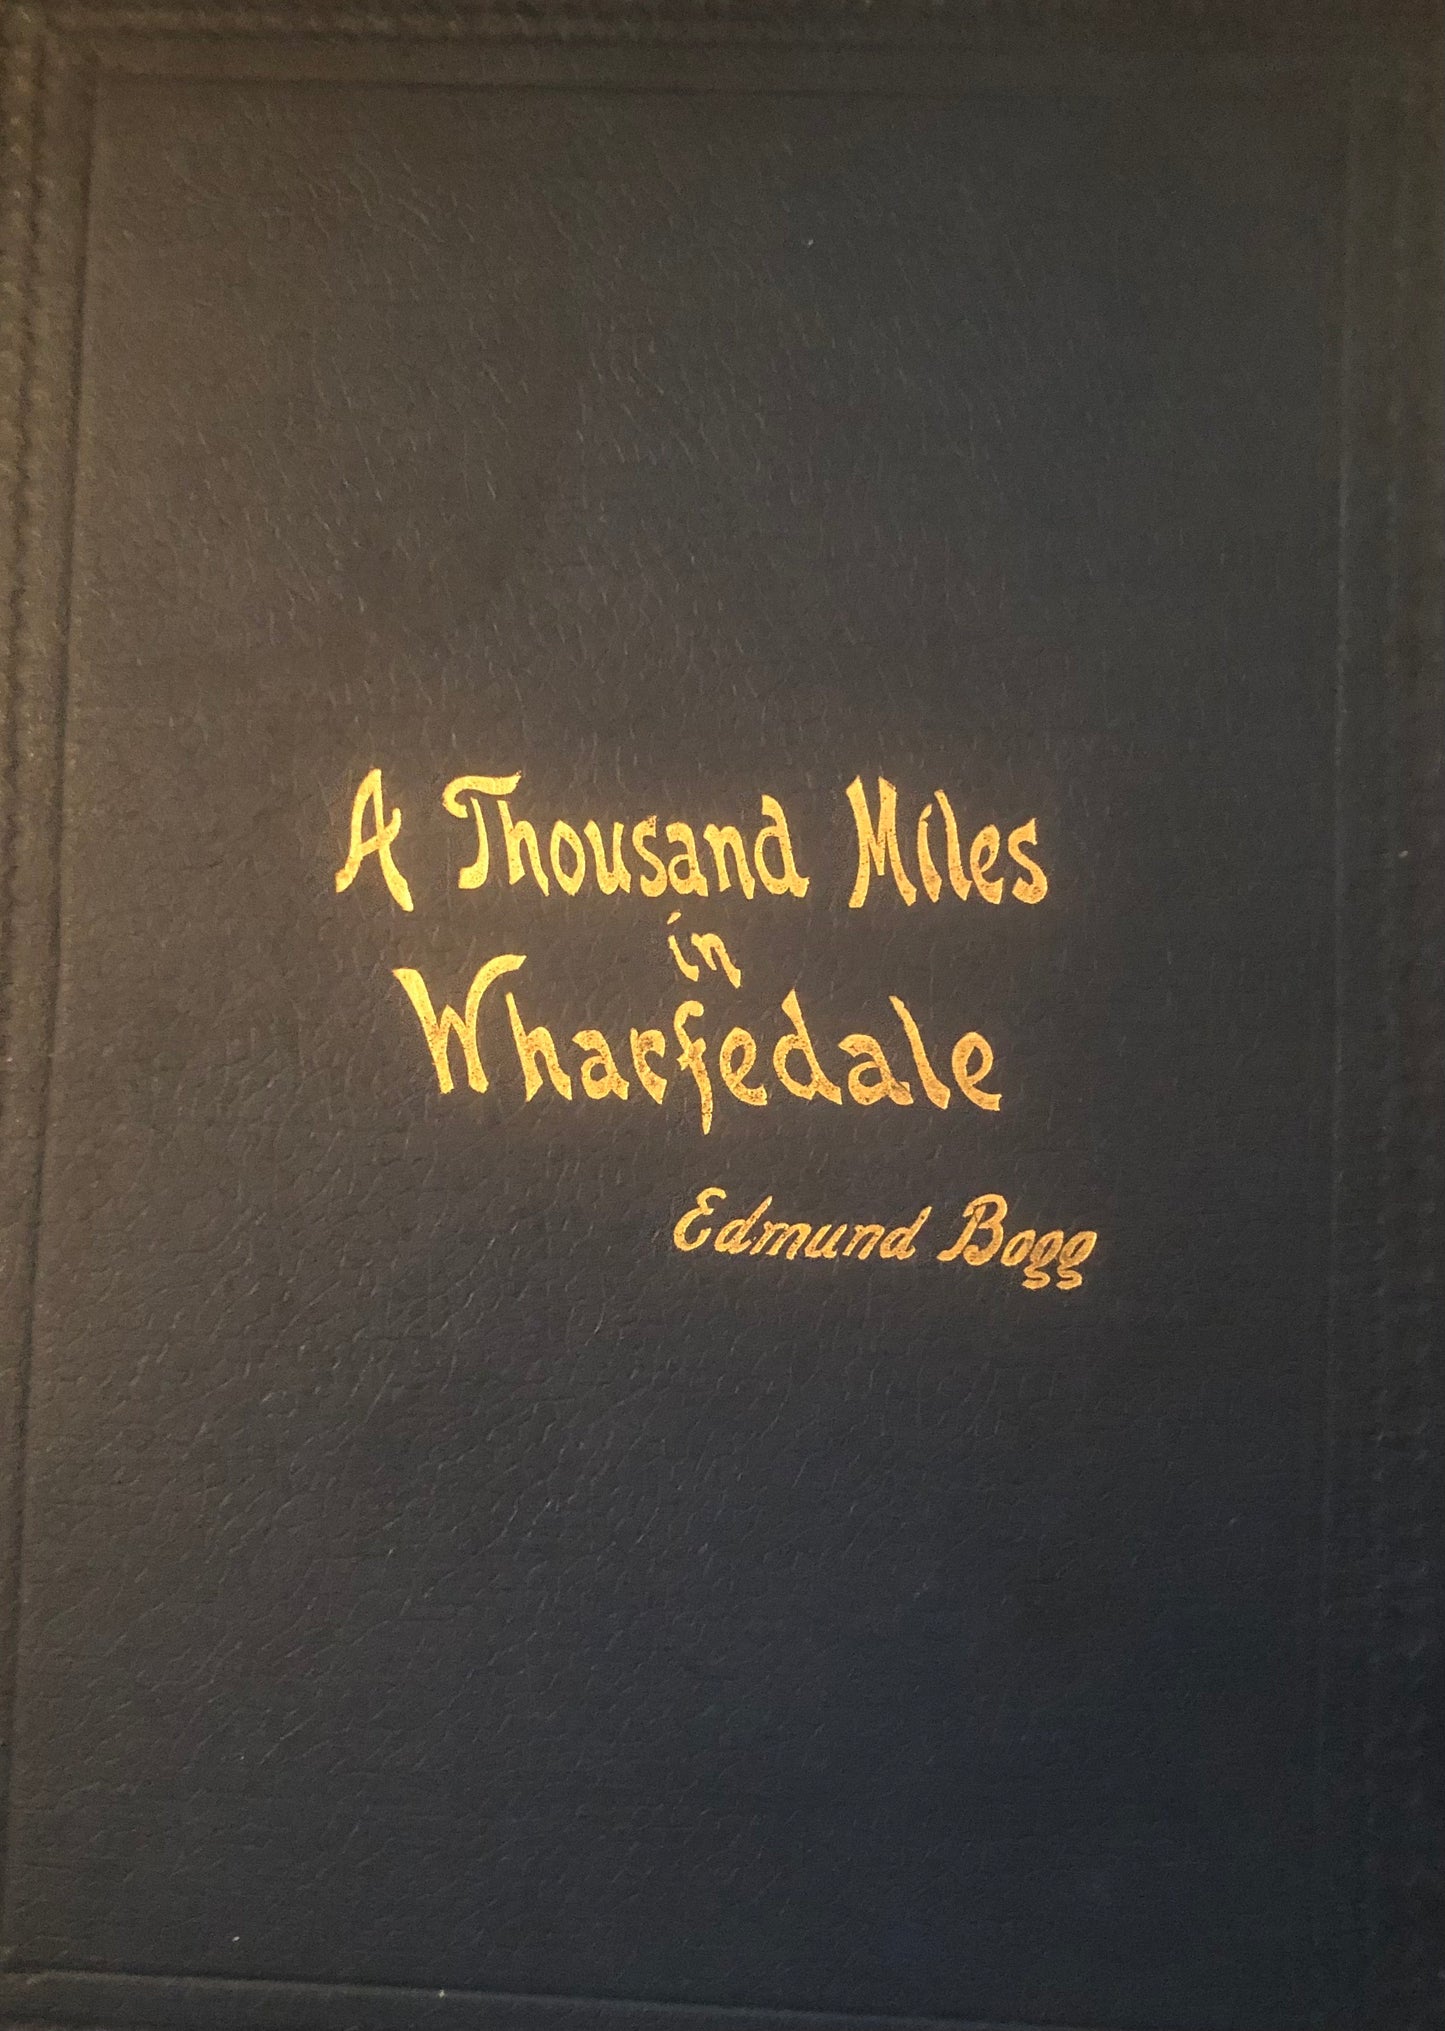 A Thousand Miles
in
Wharfedale
Edmund Bogg